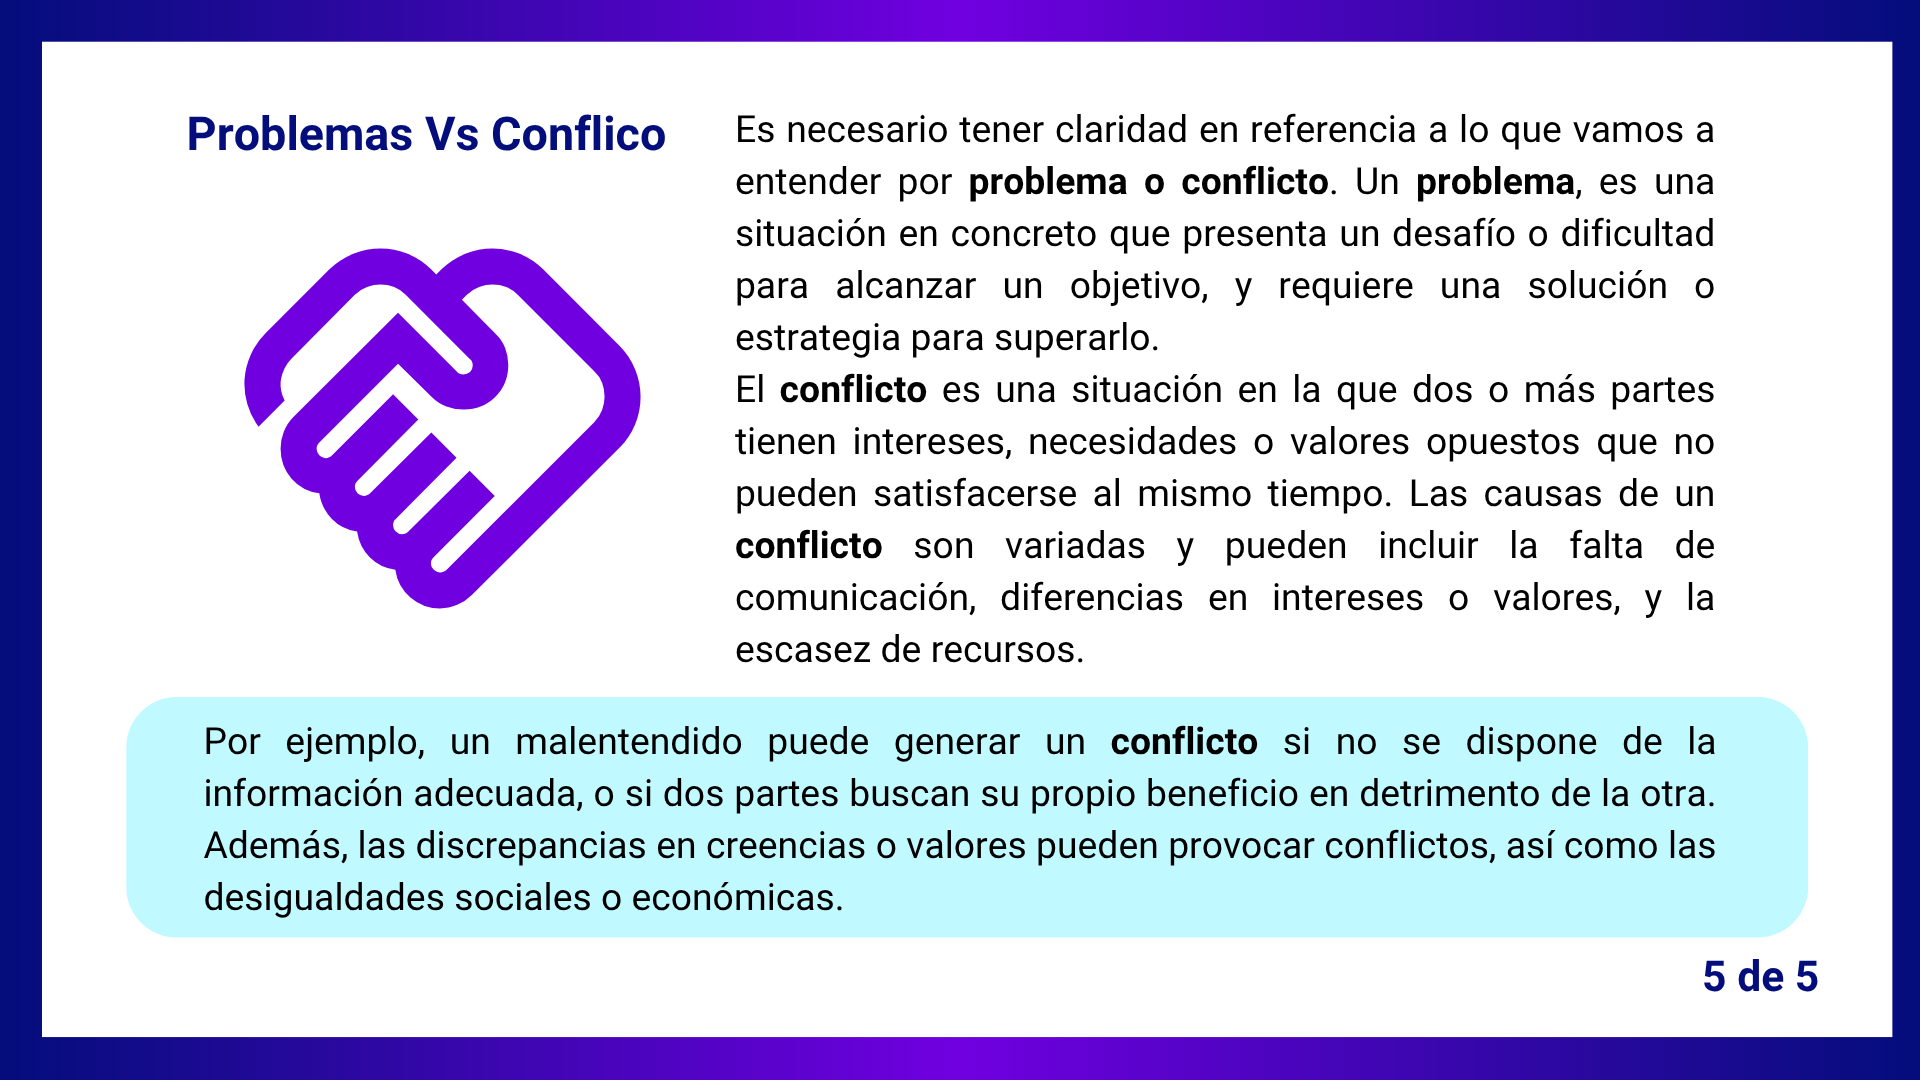 Problemas Vs Conflico
Es necesario tener claridad en referencia a lo que vamos a
entender por problema o conflicto. Un problema, es una
situación en concreto que presenta un desafío o dificultad
para alcanzar un objetivo, y requiere una solución o
estrategia para superarlo.
El conflicto es una situación en la que dos o más partes
tienen intereses, necesidades o valores opuestos que no
pueden satisfacerse al mismo tiempo. Las causas de un
conflicto son variadas y pueden incluir la falta de
comunicación, diferencias en intereses o valores, y la
escasez de recursos.
Por ejemplo, un malentendido puede generar un conflicto si no se dispone de la
información adecuada, o si dos partes buscan su propio beneficio en detrimento de la otra.
Además, las discrepancias en creencias o valores pueden provocar conflictos, así como las
desigualdades sociales o económicas.
5 de 5